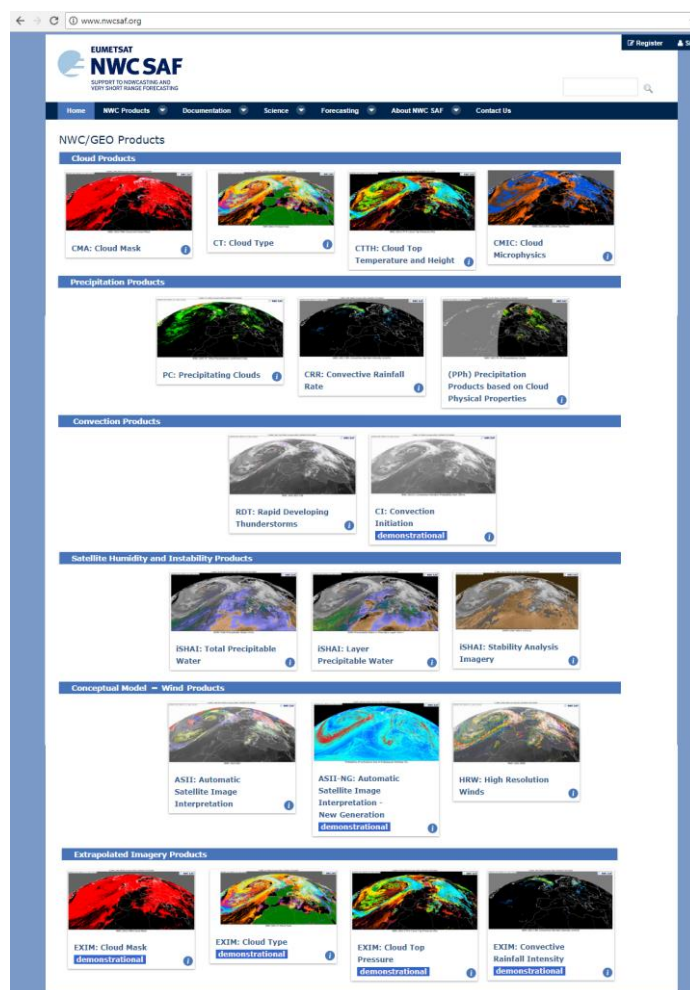 www.nwcsaf.org
Register
EUMETSAT
NWC SAF
SUPPORT TO NOWCASTING AND
VERY SHORT RANGE FORECASTING
Home NWC Products Documentation Science Forecasting About NWC SAF Contact Us
NWC/GEO Products
Cloud Products
CMA: Cloud Mask
CT: Cloud Type
CTTH: Cloud Top
Temperature and Height
CMIC: Cloud
Microphysics
Precipitation Products
PC: Precipitating Clouds
CRR: Convective Rainfall
Rate
(PPh) Precipitation
Products based on Cloud
Physical Properties
Convection Products
RDT: Rapid Developing
Thunderstorms
CI: Convection
Initiation
demonstrational
Satellite Humidity and Instability Products
iSHAI: Total Precipitable
Water
iSHAI: Layer
Precipitable Water
iSHAI: Stability Analysis
Imagery
Conceptual Model – Wind Products
ASII: Automatic
Satellite Image
Interpretation
ASII-NG: Automatic
Satellite Image
Interpretation -
New Generation
demonstrational
HRW: High Resolution
Winds
Extrapolated Imagery Products
EXIM: Cloud Mask
demonstrational
EXIM: Cloud Type
demonstrational
EXIM: Cloud Top
Pressure
demonstrational
EXIM: Convective
Rainfall Intensity
demonstrational